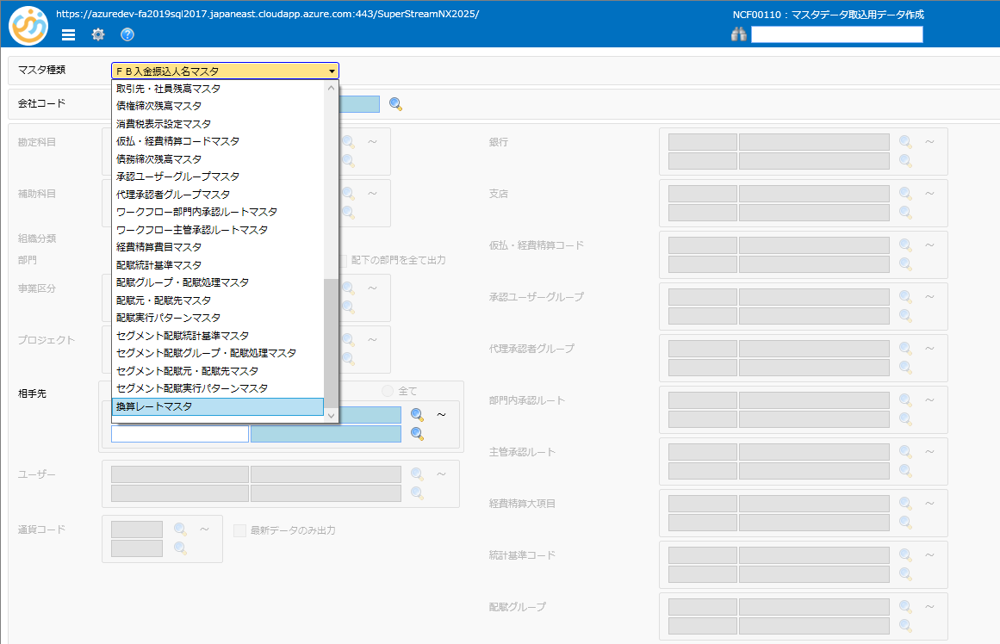 https://azuredev-fa2019sql2017.japaneast.cloudapp.azure.com:443/SuperStreamNX2025/
NCF00110：マスタデータ取込用データ作成
マスタ種類
ＦＢ入金振込人名マスタ
会社コード
取引先・社員残高マスタ
債権締次残高マスタ
消費税表示設定マスタ
仮払・経費精算コードマスタ
債務締次残高マスタ
承認ユーザーグループマスタ
代理承認者グループマスタ
ワークフロー部門内承認ルートマスタ
ワークフロー主管承認ルートマスタ
経費精算費目マスタ
配賦統計基準マスタ
配賦グループ・配賦処理マスタ
配賦元・配賦先マスタ
配賦実行パターンマスタ
セグメント配賦統計基準マスタ
セグメント配賦グループ・配賦処理マスタ
セグメント配賦元・配賦先マスタ
セグメント配賦実行パターンマスタ
換算レートマスタ
勘定科目
～
補助科目
～
組織分類
部門
配下の部門を全て出力
事業区分
～
プロジェクト
～
相手先
全て
～
ユーザー
～
通貨コード
～
最新データのみ出力
銀行
～
支店
～
仮払・経費精算コード
～
承認ユーザーグループ
～
代理承認者グループ
～
部門内承認ルート
～
主管承認ルート
～
経費精算大項目
～
統計基準コード
～
配賦グループ
～